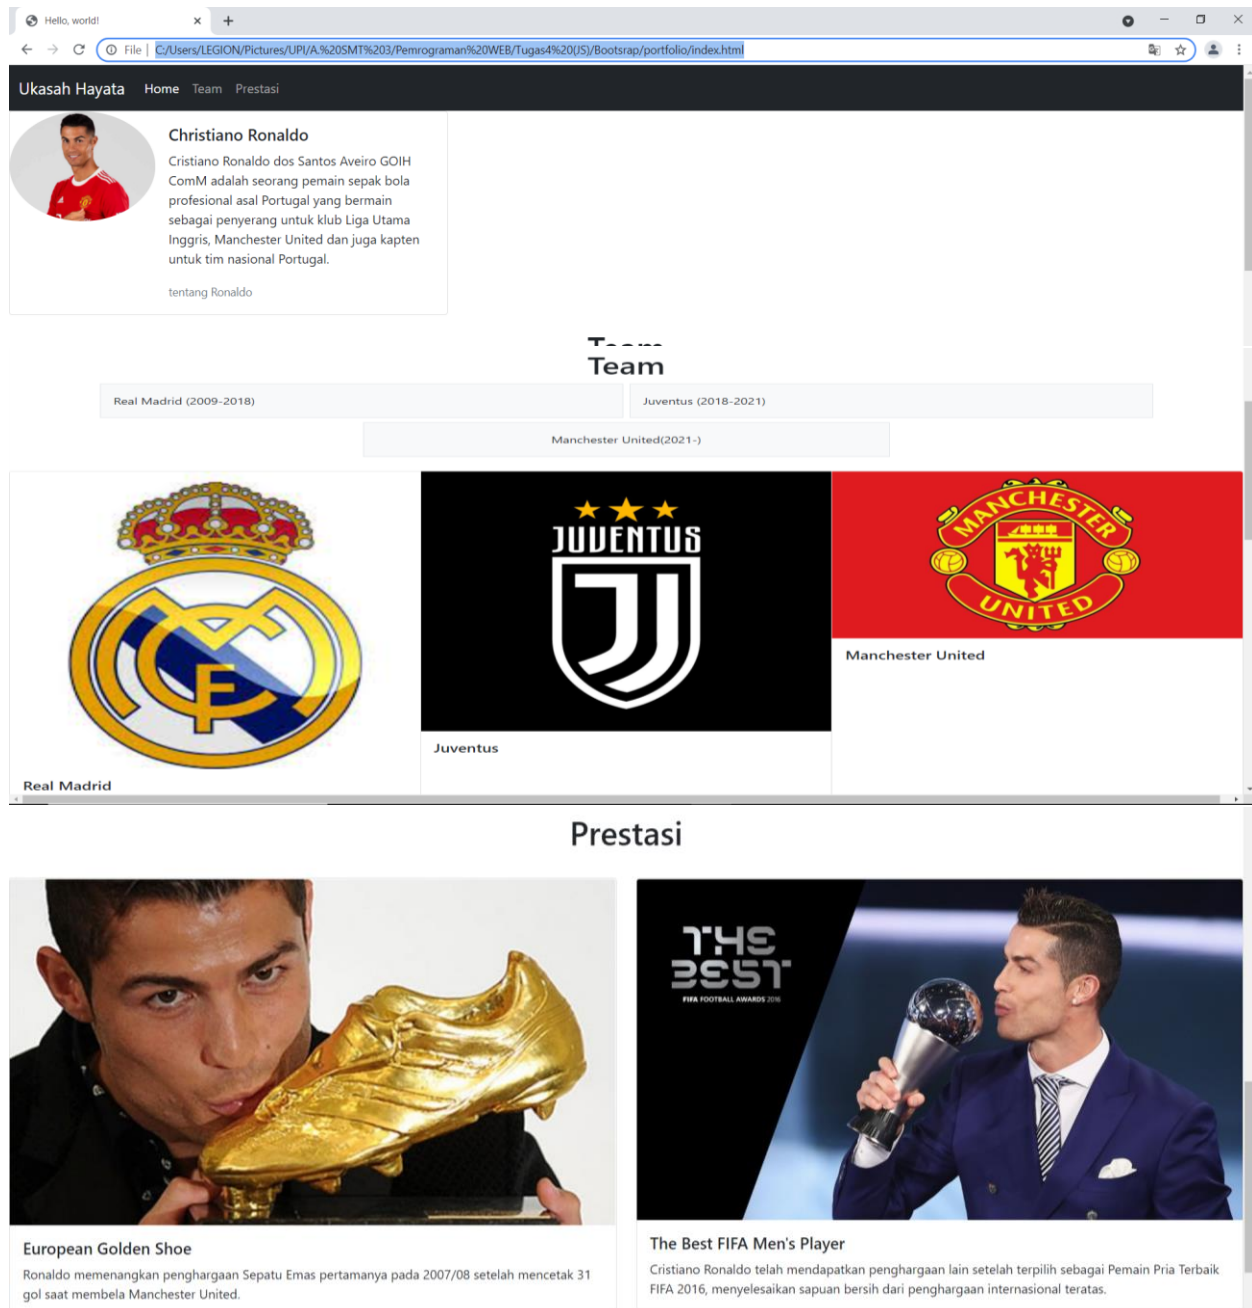 Hello, world!
File | C:/Users/LEGION/Pictures/UPI/A.%20SMT%203/Pemrograman%20WEB/Tugas4%20(JS)/Bootsrap/portfolio/index.html
Ukasah Hayata Home Team Prestasi
Christiano Ronaldo
Cristiano Ronaldo dos Santos Aveiro GOIH
ComM adalah seorang pemain sepak bola
profesional asal Portugal yang bermain
sebagai penyerang untuk klub Liga Utama
Inggris, Manchester United dan juga kapten
untuk tim nasional Portugal.
tentang Ronaldo
Team
Team
Real Madrid (2009-2018)
Juventus (2018-2021)
Manchester United(2021-)
JUVENTUS
MANCHESTER
UNITED
Manchester United
Juventus
Real Madrid
Prestasi
THE
BEST
FIFA FOOTBALL AWARDS 2016
European Golden Shoe
Ronaldo memenangkan penghargaan Sepatu Emas pertamanya pada 2007/08 setelah mencetak 31
gol saat membela Manchester United.
The Best FIFA Men's Player
Cristiano Ronaldo telah mendapatkan penghargaan lain setelah terpilih sebagai Pemain Pria Terbaik
FIFA 2016, menyelesaikan sapuan bersih dari penghargaan internasional teratas.